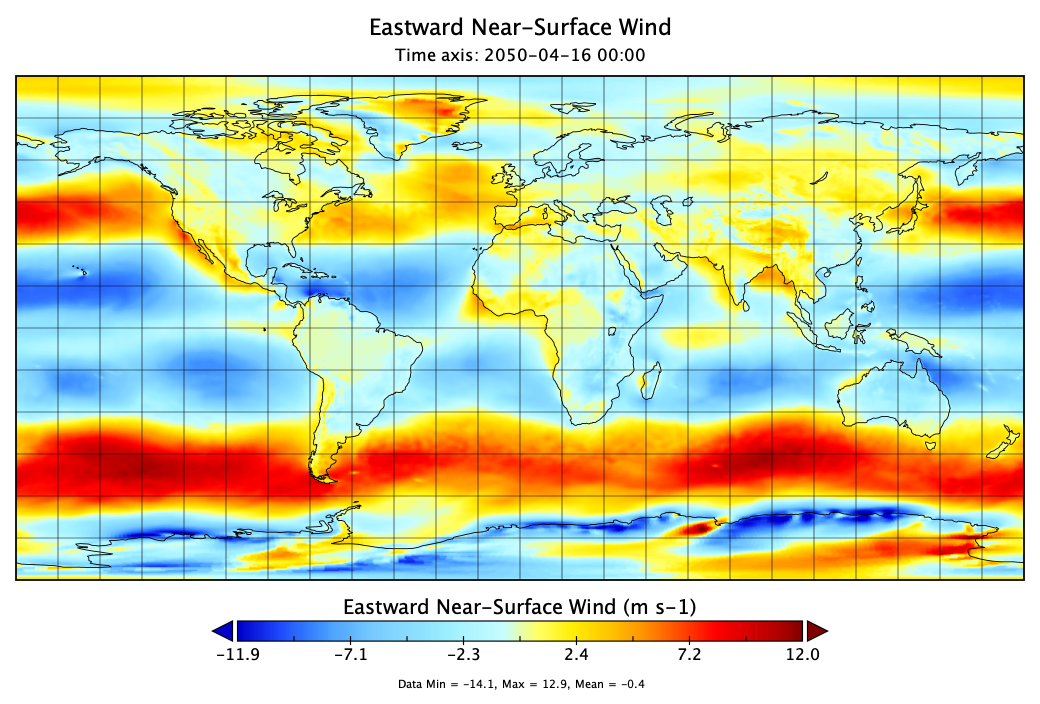 Eastward Near-Surface Wind
Time axis: 2050-04-16 00:00
Eastward Near-Surface Wind (m s-1)
-11.9 -7.1 -2.3 2.4 7.2 12.0
Data Min = -14.1, Max = 12.9, Mean = -0.4